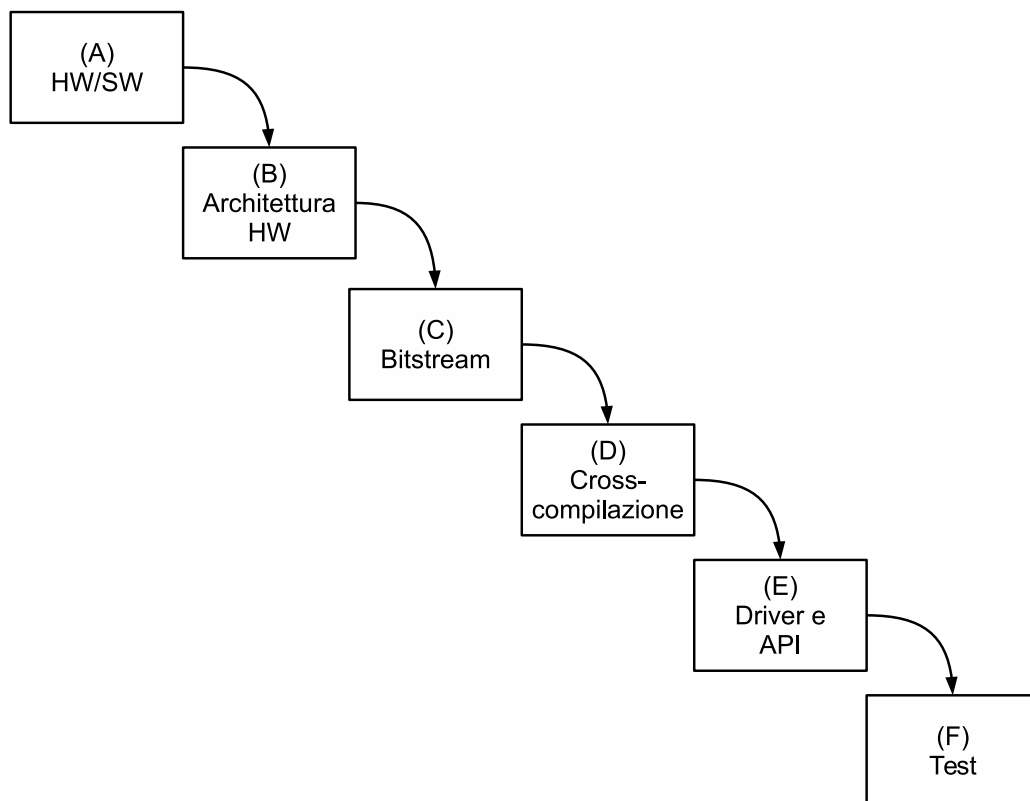 (A)
HW/SW
(B)
Architettura
HW
(C)
Bitstream
(D)
Cross-
compilazione
(E)
Driver e
API
(F)
Test